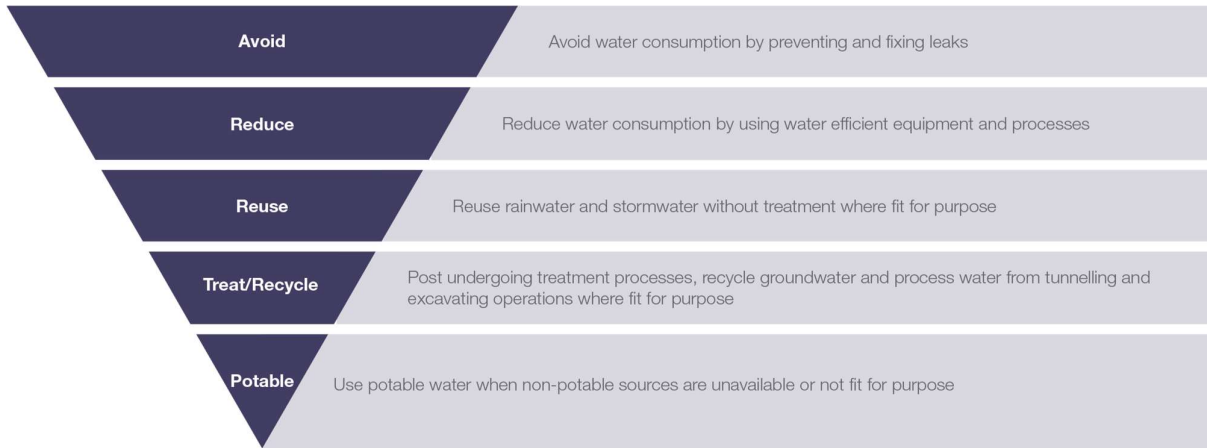 Avoid
Avoid water consumption by preventing and fixing leaks
Reduce
Reduce water consumption by using water efficient equipment and processes
Reuse
Reuse rainwater and stormwater without treatment where fit for purpose
Treat/Recycle
Post undergoing treatment processes, recycle groundwater and process water from tunnelling and
excavating operations where fit for purpose
Potable
Use potable water when non-potable sources are unavailable or not fit for purpose